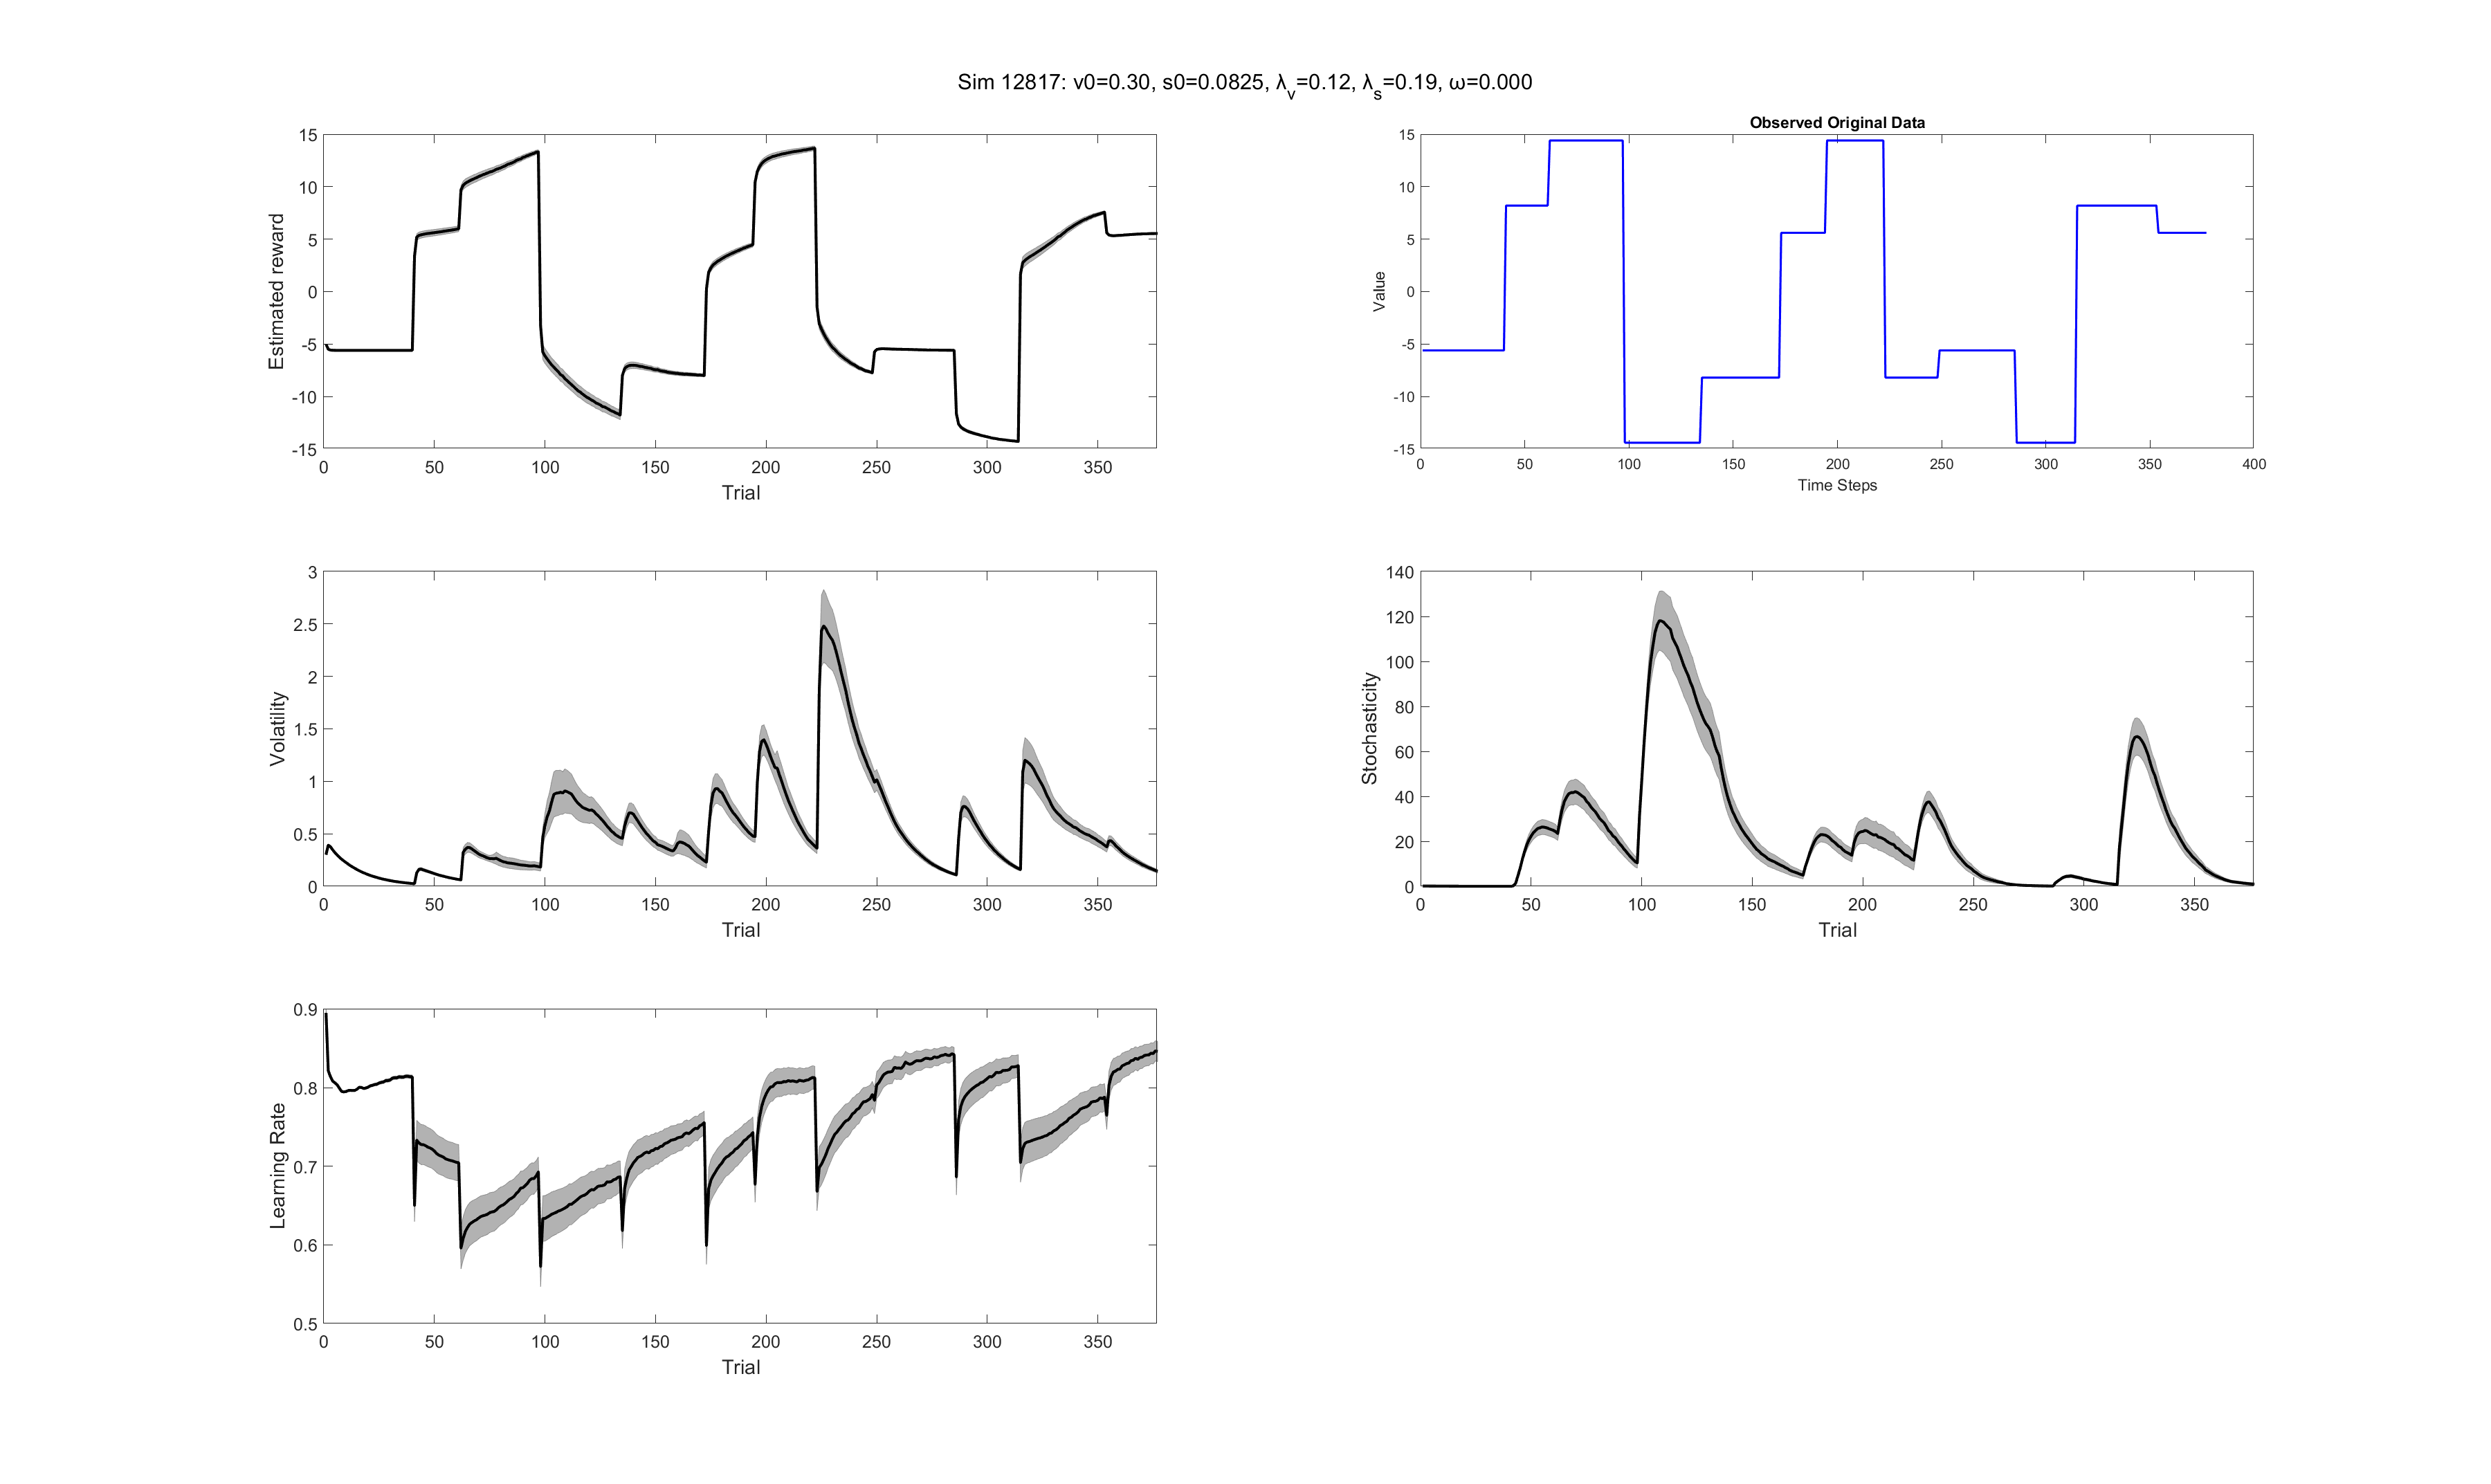 Sim 12817: v0=0.30, s0=0.0825, λv=0.12, λs=0.19, ω=0.000
15
10
5
0
-5
-10
-15
0 50 100 150 200 250 300 350
Estimated reward
Trial
Observed Original Data
15
10
5
0
-5
-10
-15
0 50 100 150 200 250 300 350 400
Value
Time Steps
3
2.5
2
1.5
1
0.5
0
0 50 100 150 200 250 300 350
Volatility
Trial
140
120
100
80
60
40
20
0
0 50 100 150 200 250 300 350
Stochasticity
Trial
0.9
0.8
0.7
0.6
0.5
0 50 100 150 200 250 300 350
Learning Rate
Trial